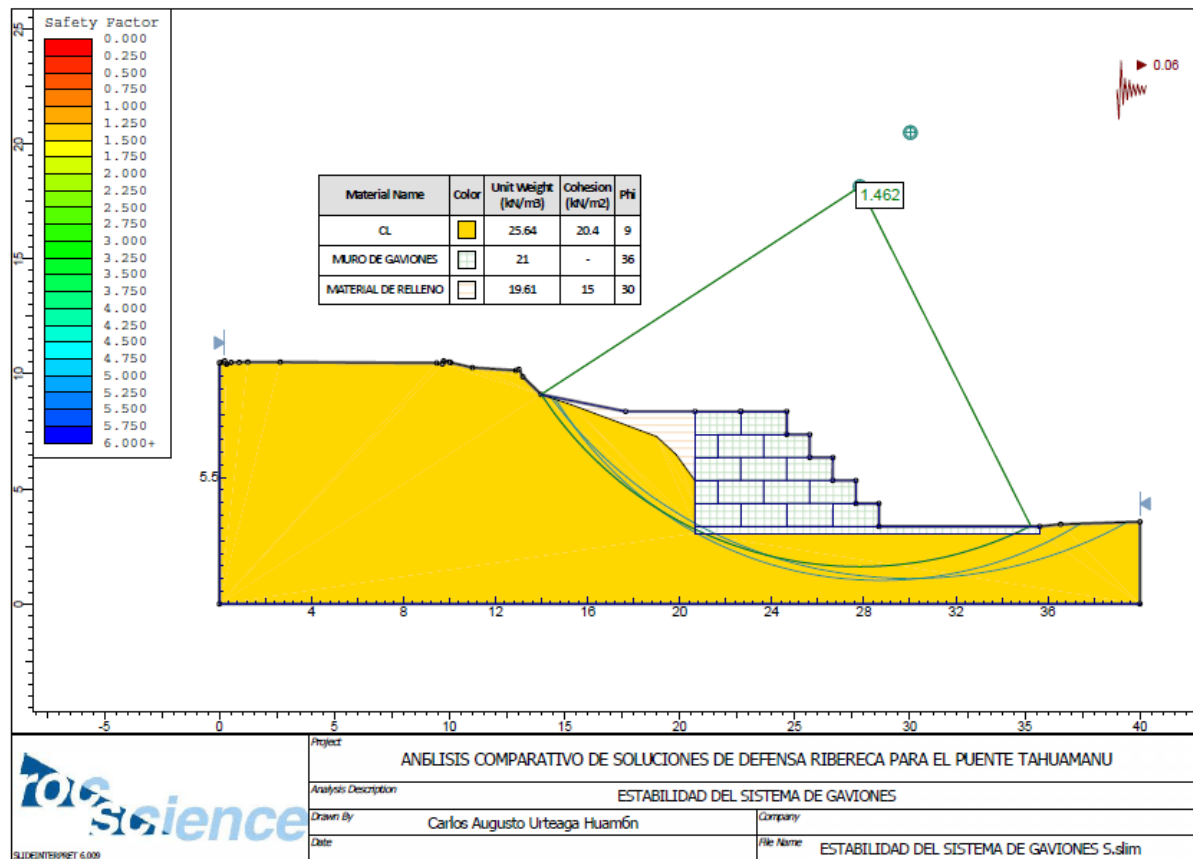 Safety Factor
0.000
0.250
0.500
0.750
1.000
1.250
1.500
1.750
2.000
2.250
2.500
2.750
3.000
3.250
3.500
3.750
4.000
4.250
4.500
4.750
5.000
5.250
5.500
5.750
6.000+
25
20
15
10
5
0
0.06
1.462
Material Name Color Unit Weight (kN/m3) Cohesion (kN/m2) Phi
CL 25.64 20.4 9
MURO DE GAVIONES 21 - 36
MATERIAL DE RELLENO 19.61 15 30
5.5
4 8 12 16 20 24 28 32 36
-5 0 5 10 15 20 25 30 35 40
rocscience
SLIDEINTERPRET 6.009
Project
ANБLISIS COMPARATIVO DE SOLUCIONES DE DEFENSA RIBERECA PARA EL PUENTE TAHUAMANU
Analysis Description
ESTABILIDAD DEL SISTEMA DE GAVIONES
Drawn By
Carlos Augusto Urteaga Huamбn
Company
Date
File Name
ESTABILIDAD DEL SISTEMA DE GAVIONES S.slim